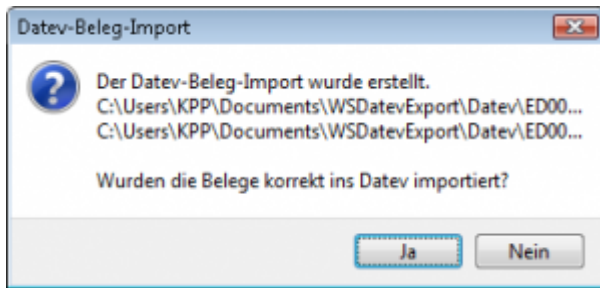 Datev-Beleg-Import
Der Datev-Beleg-Import wurde erstellt.
C:\Users\KPP\Documents\WSDatevExport\Datev\ED00...
C:\Users\KPP\Documents\WSDatevExport\Datev\ED00...
Wurden die Belege korrekt ins Datev importiert?
Ja Nein